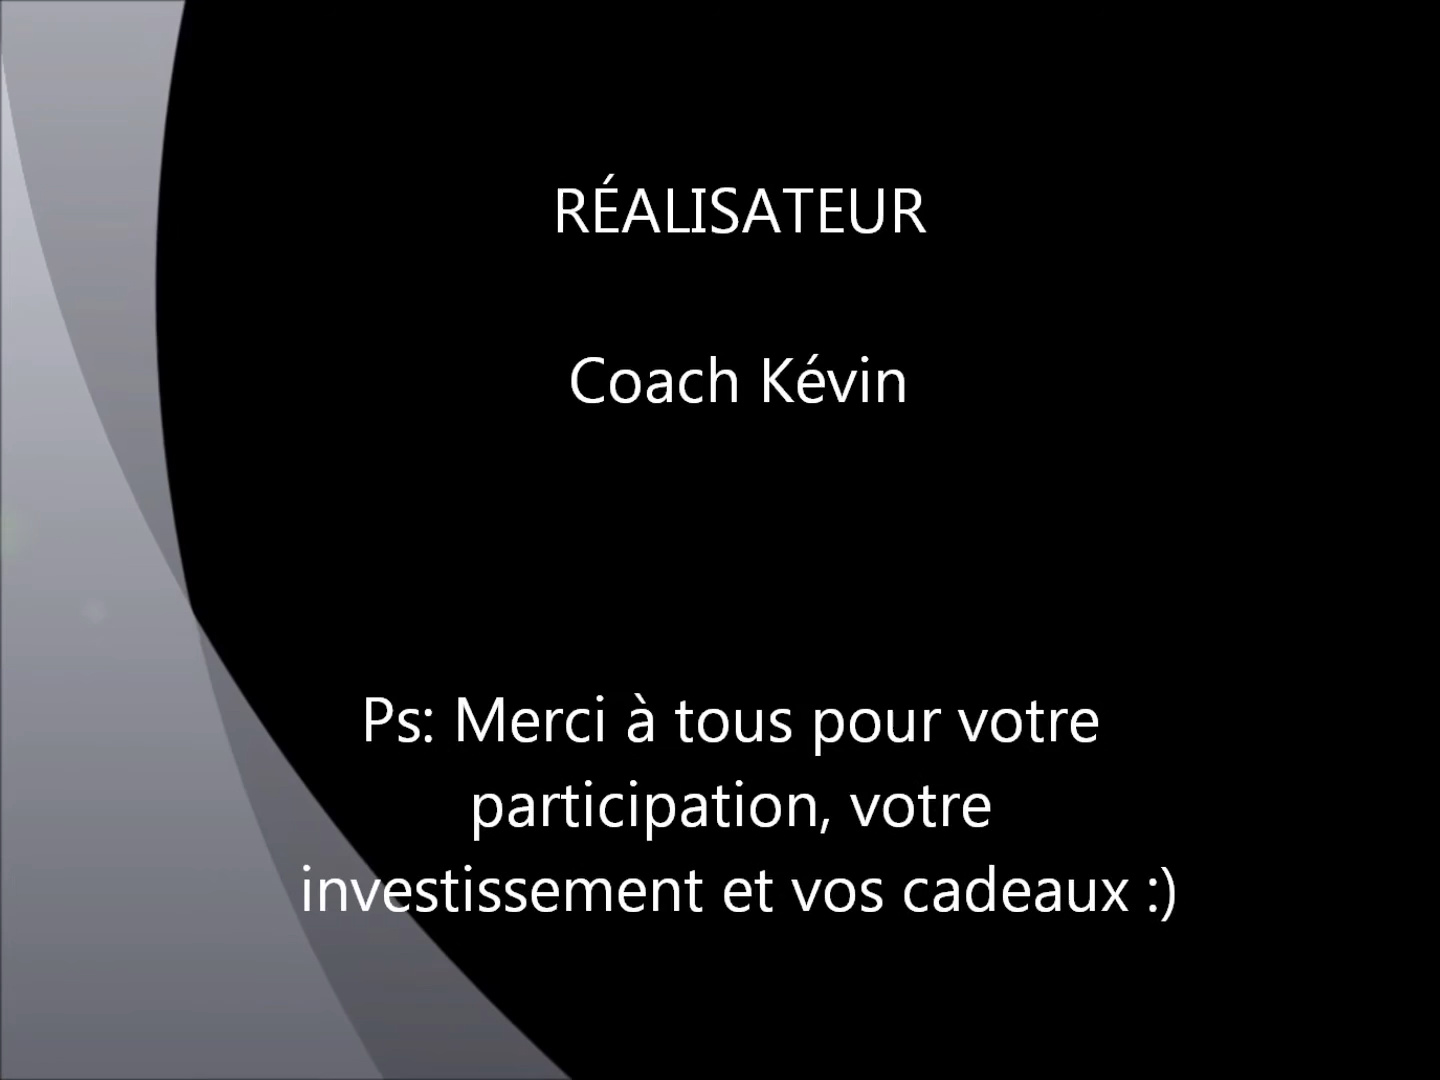 RÉALISATEUR
Coach Kévin
Ps: Merci à tous pour votre
participation, votre
investissement et vos cadeaux :)